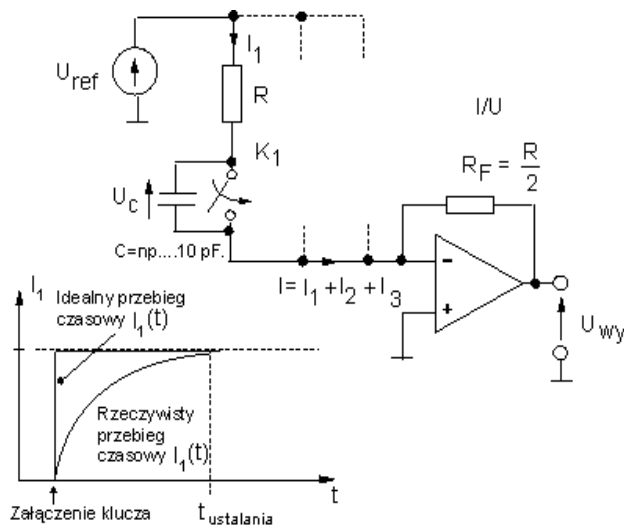 I1
Uref
R
I/U
K1
RF = R/2
UC
C=np....10 pF.
-
I= I1 + I2 + I3
+
Uwy
I1
Idealny przebieg
czasowy I1(t)
Rzeczywisty
przebieg
czasowy I1(t)
t
Załączenie klucza
tustalania